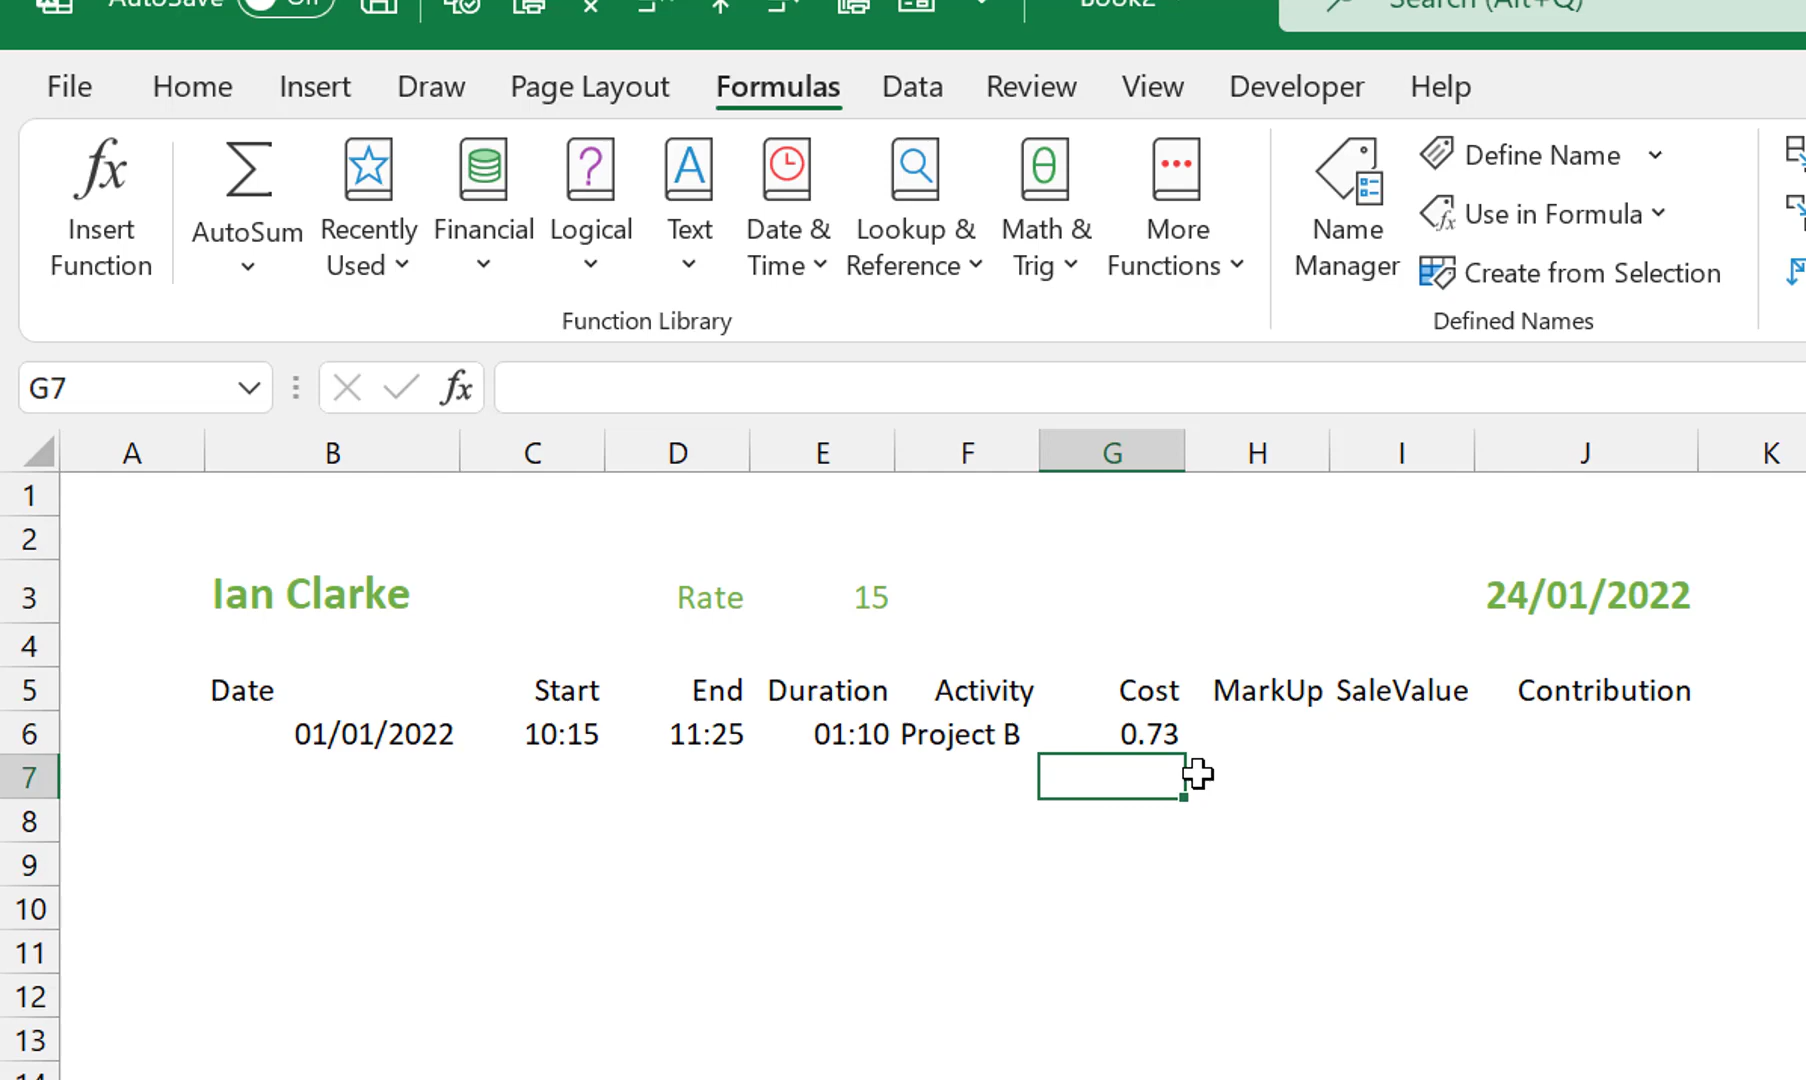 AutoSave Off Book2 Search (Alt+Q)
File Home Insert Draw Page Layout Formulas Data Review View Developer Help
Insert Function
AutoSum
Recently Used
Financial
Logical
Text
Date & Time
Lookup & Reference
Math & Trig
More Functions
Name Manager
Define Name
Use in Formula
Create from Selection
Function Library
Defined Names
G7
fx
A B C D E F G H I J K
1
2
3 Ian Clarke Rate 15 24/01/2022
4
5 Date Start End Duration Activity Cost MarkUp SaleValue Contribution
6 01/01/2022 10:15 11:25 01:10 Project B 0.73
7
8
9
10
11
12
13
14